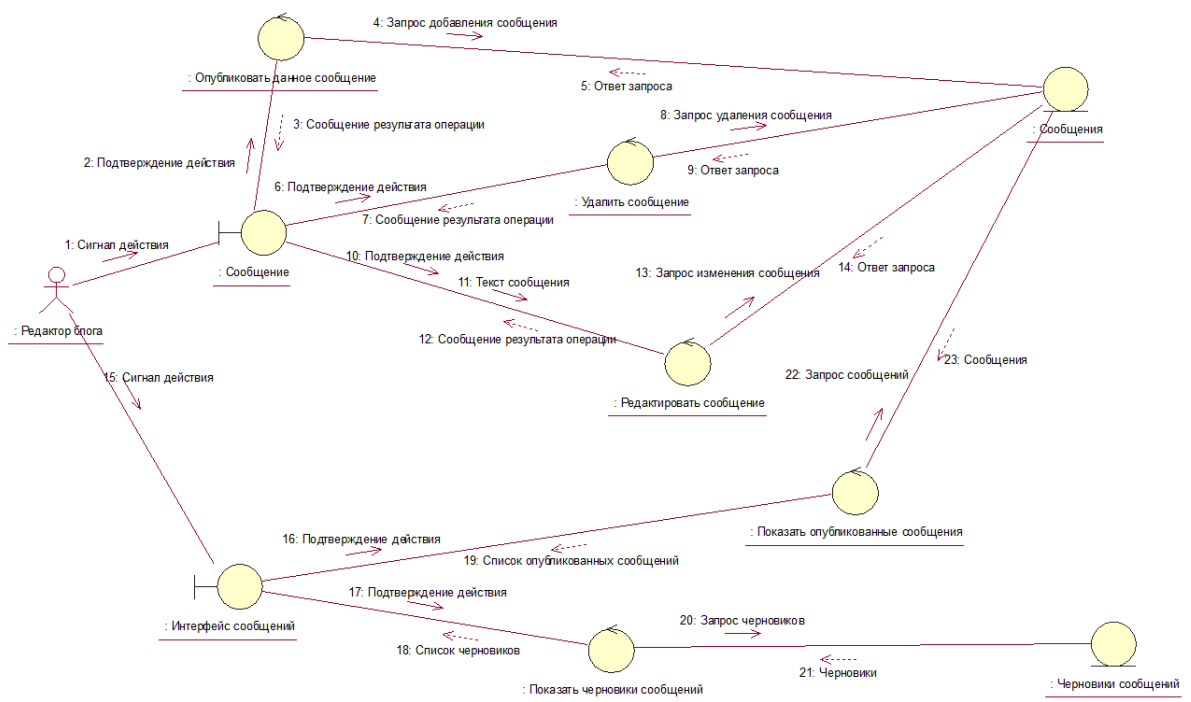 4: Запрос добавления сообщения
: Опубликовать данное сообщение
5: Ответ запроса
8: Запрос удаления сообщения
3: Сообщение результата операции
: Сообщения
2: Подтверждение действия
9: Ответ запроса
6: Подтверждение действия
: Удалить сообщение
7: Сообщение результата операции
1: Сигнал действия
10: Подтверждение действия
: Сообщение
13: Запрос изменения сообщения
14: Ответ запроса
11: Текст сообщения
: Редактор блога
12: Сообщение результата операции
23: Сообщения
15: Сигнал действия
22: Запрос сообщений
: Редактировать сообщение
: Показать опубликованные сообщения
16: Подтверждение действия
19: Список опубликованных сообщений
17: Подтверждение действия
20: Запрос черновиков
: Интерфейс сообщений
18: Список черновиков
21: Черновики
: Показать черновики сообщений
: Черновики сообщений